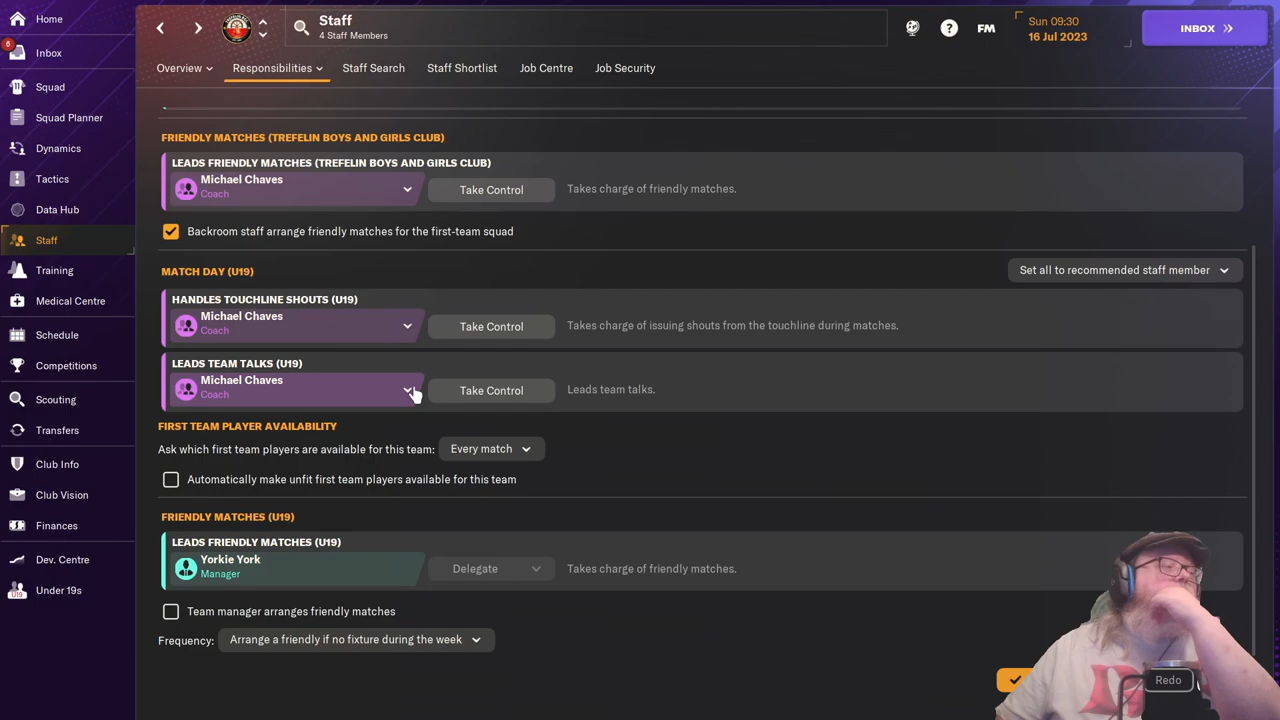 Home
Staff
4 Staff Members
FM
Sun 09:30
16 Jul 2023
INBOX
6
Inbox
Overview
Responsibilities
Staff Search
Staff Shortlist
Job Centre
Job Security
Squad
Squad Planner
Dynamics
Tactics
Data Hub
Staff
Training
Medical Centre
Schedule
Competitions
Scouting
Transfers
Club Info
Club Vision
Finances
Dev. Centre
U19
Under 19s
FRIENDLY MATCHES (TREFELIN BOYS AND GIRLS CLUB)
LEADS FRIENDLY MATCHES (TREFELIN BOYS AND GIRLS CLUB)
Michael Chaves
Coach
Take Control
Takes charge of friendly matches.
Backroom staff arrange friendly matches for the first-team squad
MATCH DAY (U19)
Set all to recommended staff member
HANDLES TOUCHLINE SHOUTS (U19)
Michael Chaves
Coach
Take Control
Takes charge of issuing shouts from the touchline during matches.
LEADS TEAM TALKS (U19)
Michael Chaves
Coach
Take Control
Leads team talks.
FIRST TEAM PLAYER AVAILABILITY
Ask which first team players are available for this team:
Every match
Automatically make unfit first team players available for this team
FRIENDLY MATCHES (U19)
LEADS FRIENDLY MATCHES (U19)
Yorkie York
Manager
Delegate
Takes charge of friendly matches.
Team manager arranges friendly matches
Frequency:
Arrange a friendly if no fixture during the week
Redo